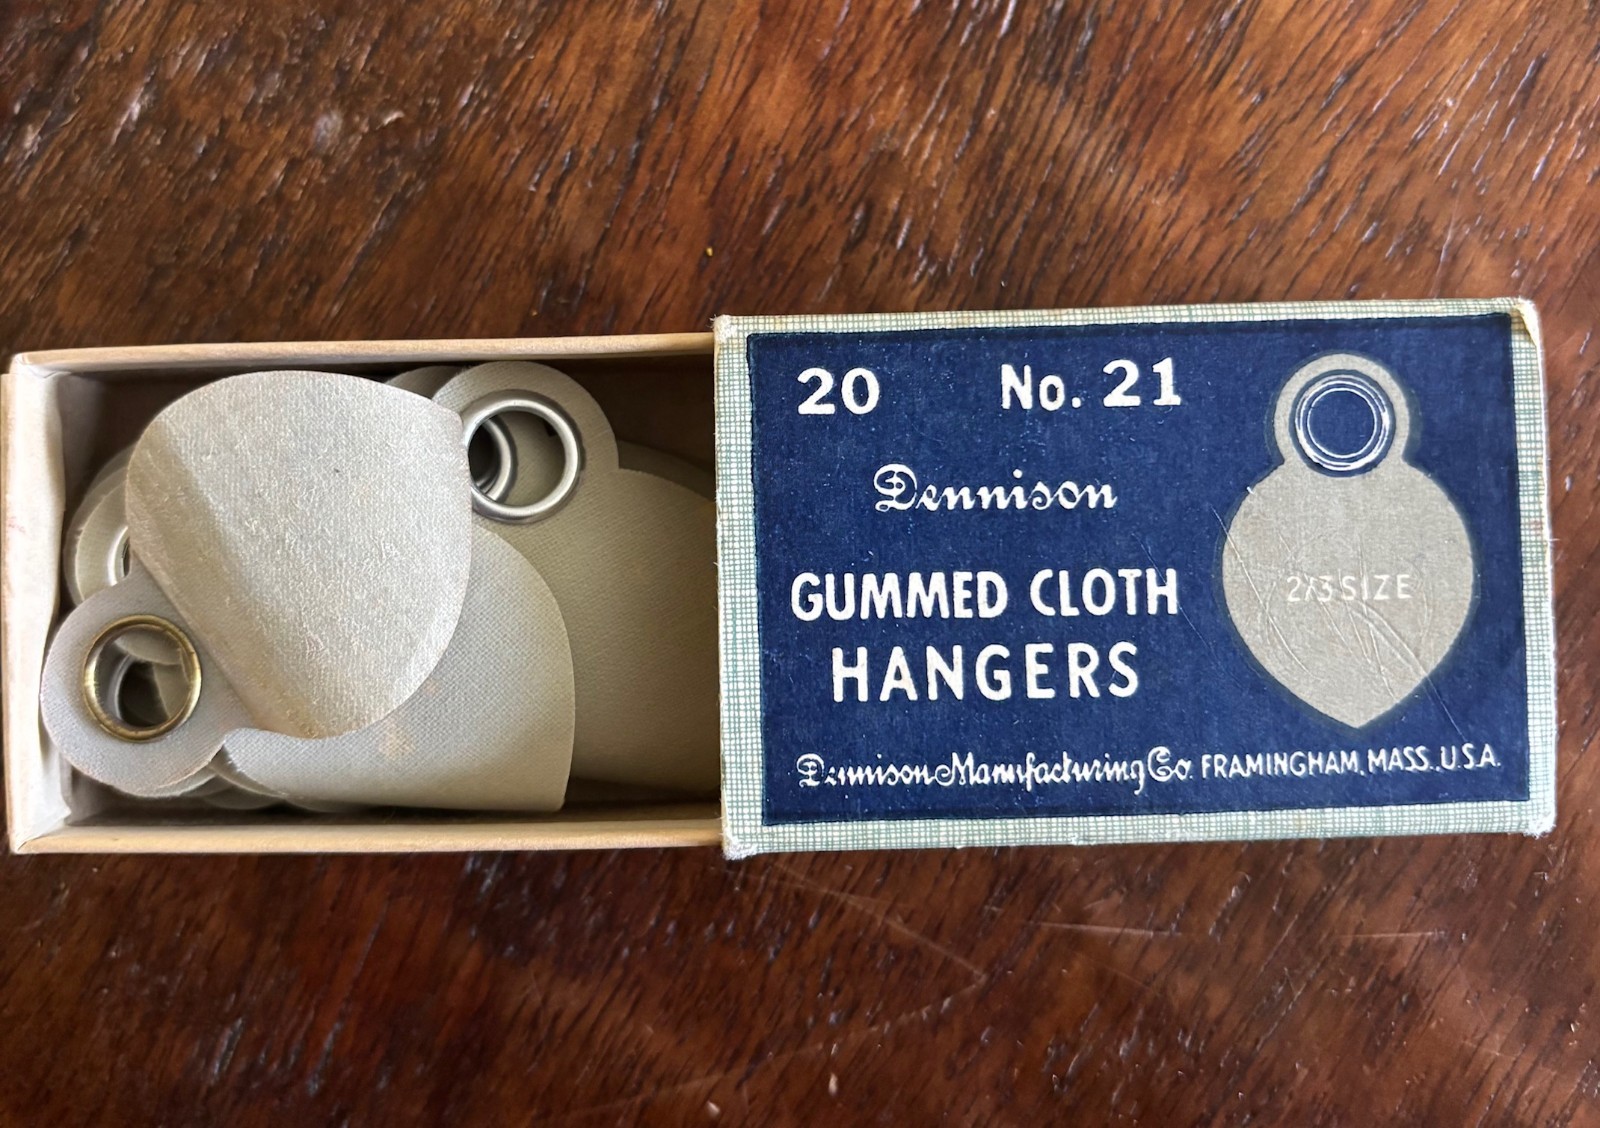 20 No. 21
Dennison
GUMMED CLOTH
HANGERS
2/3 SIZE
Dennison Manufacturing Co. FRAMINGHAM, MASS., U.S.A.